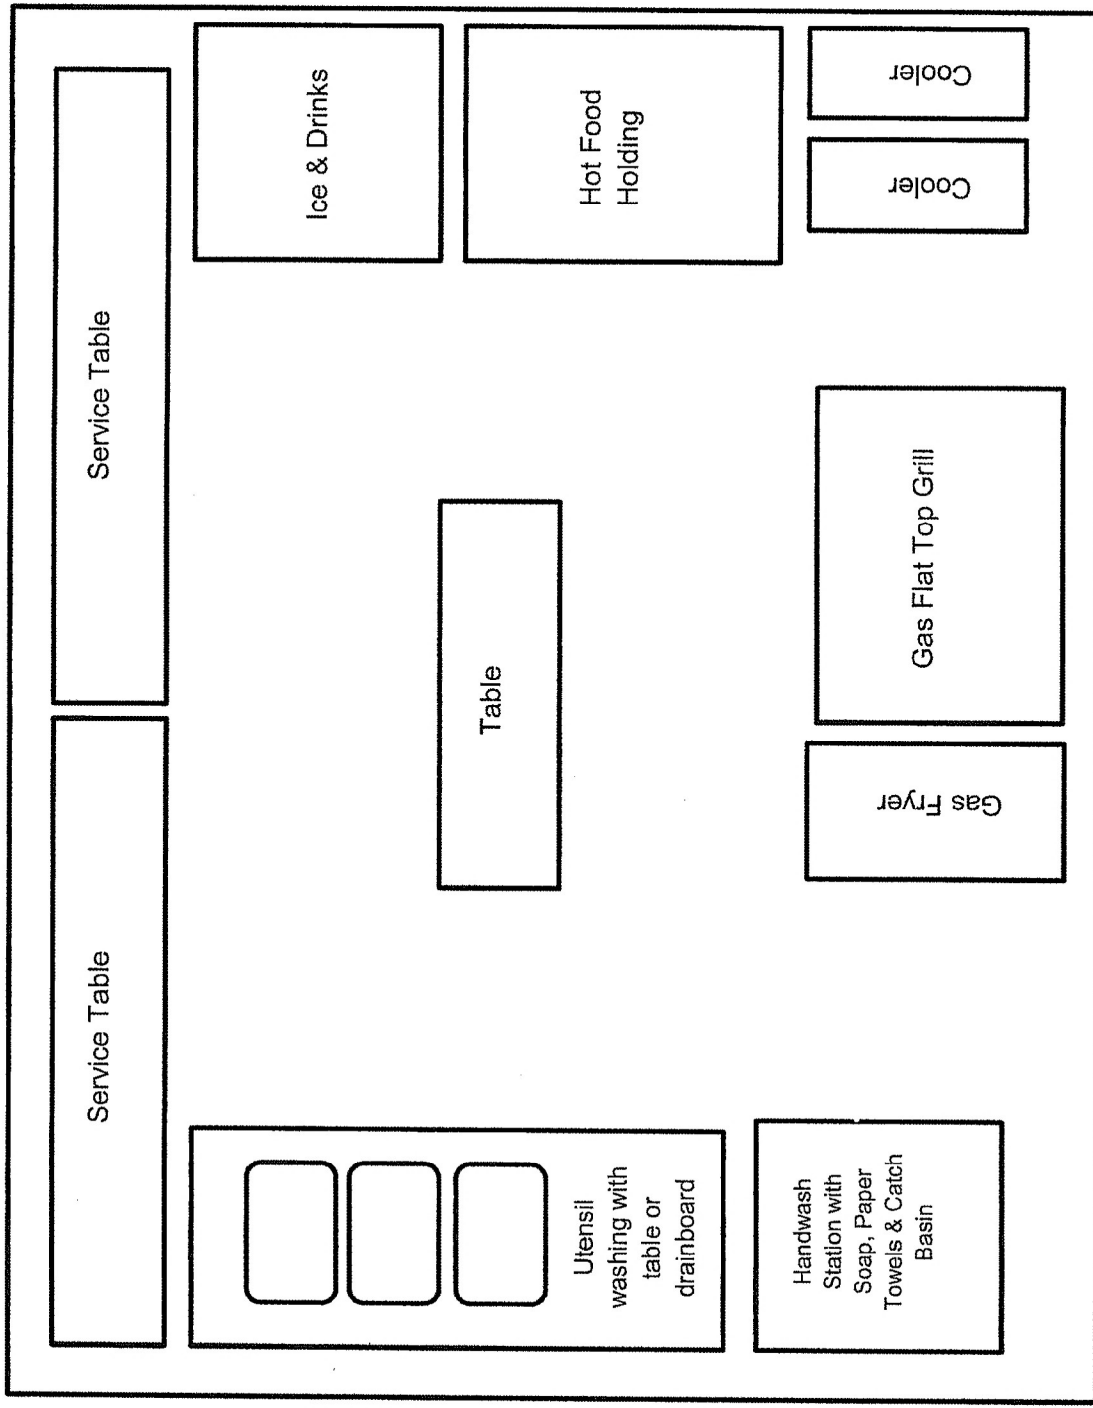 Service Table
Service Table
Utensil
washing with
table or
drainboard
Ice & Drinks
Table
Hot Food
Holding
Handwash
Station with
Soap, Paper
Towels & Catch
Basin
Gas Fryer
Gas Flat Top Grill
Cooler
Cooler